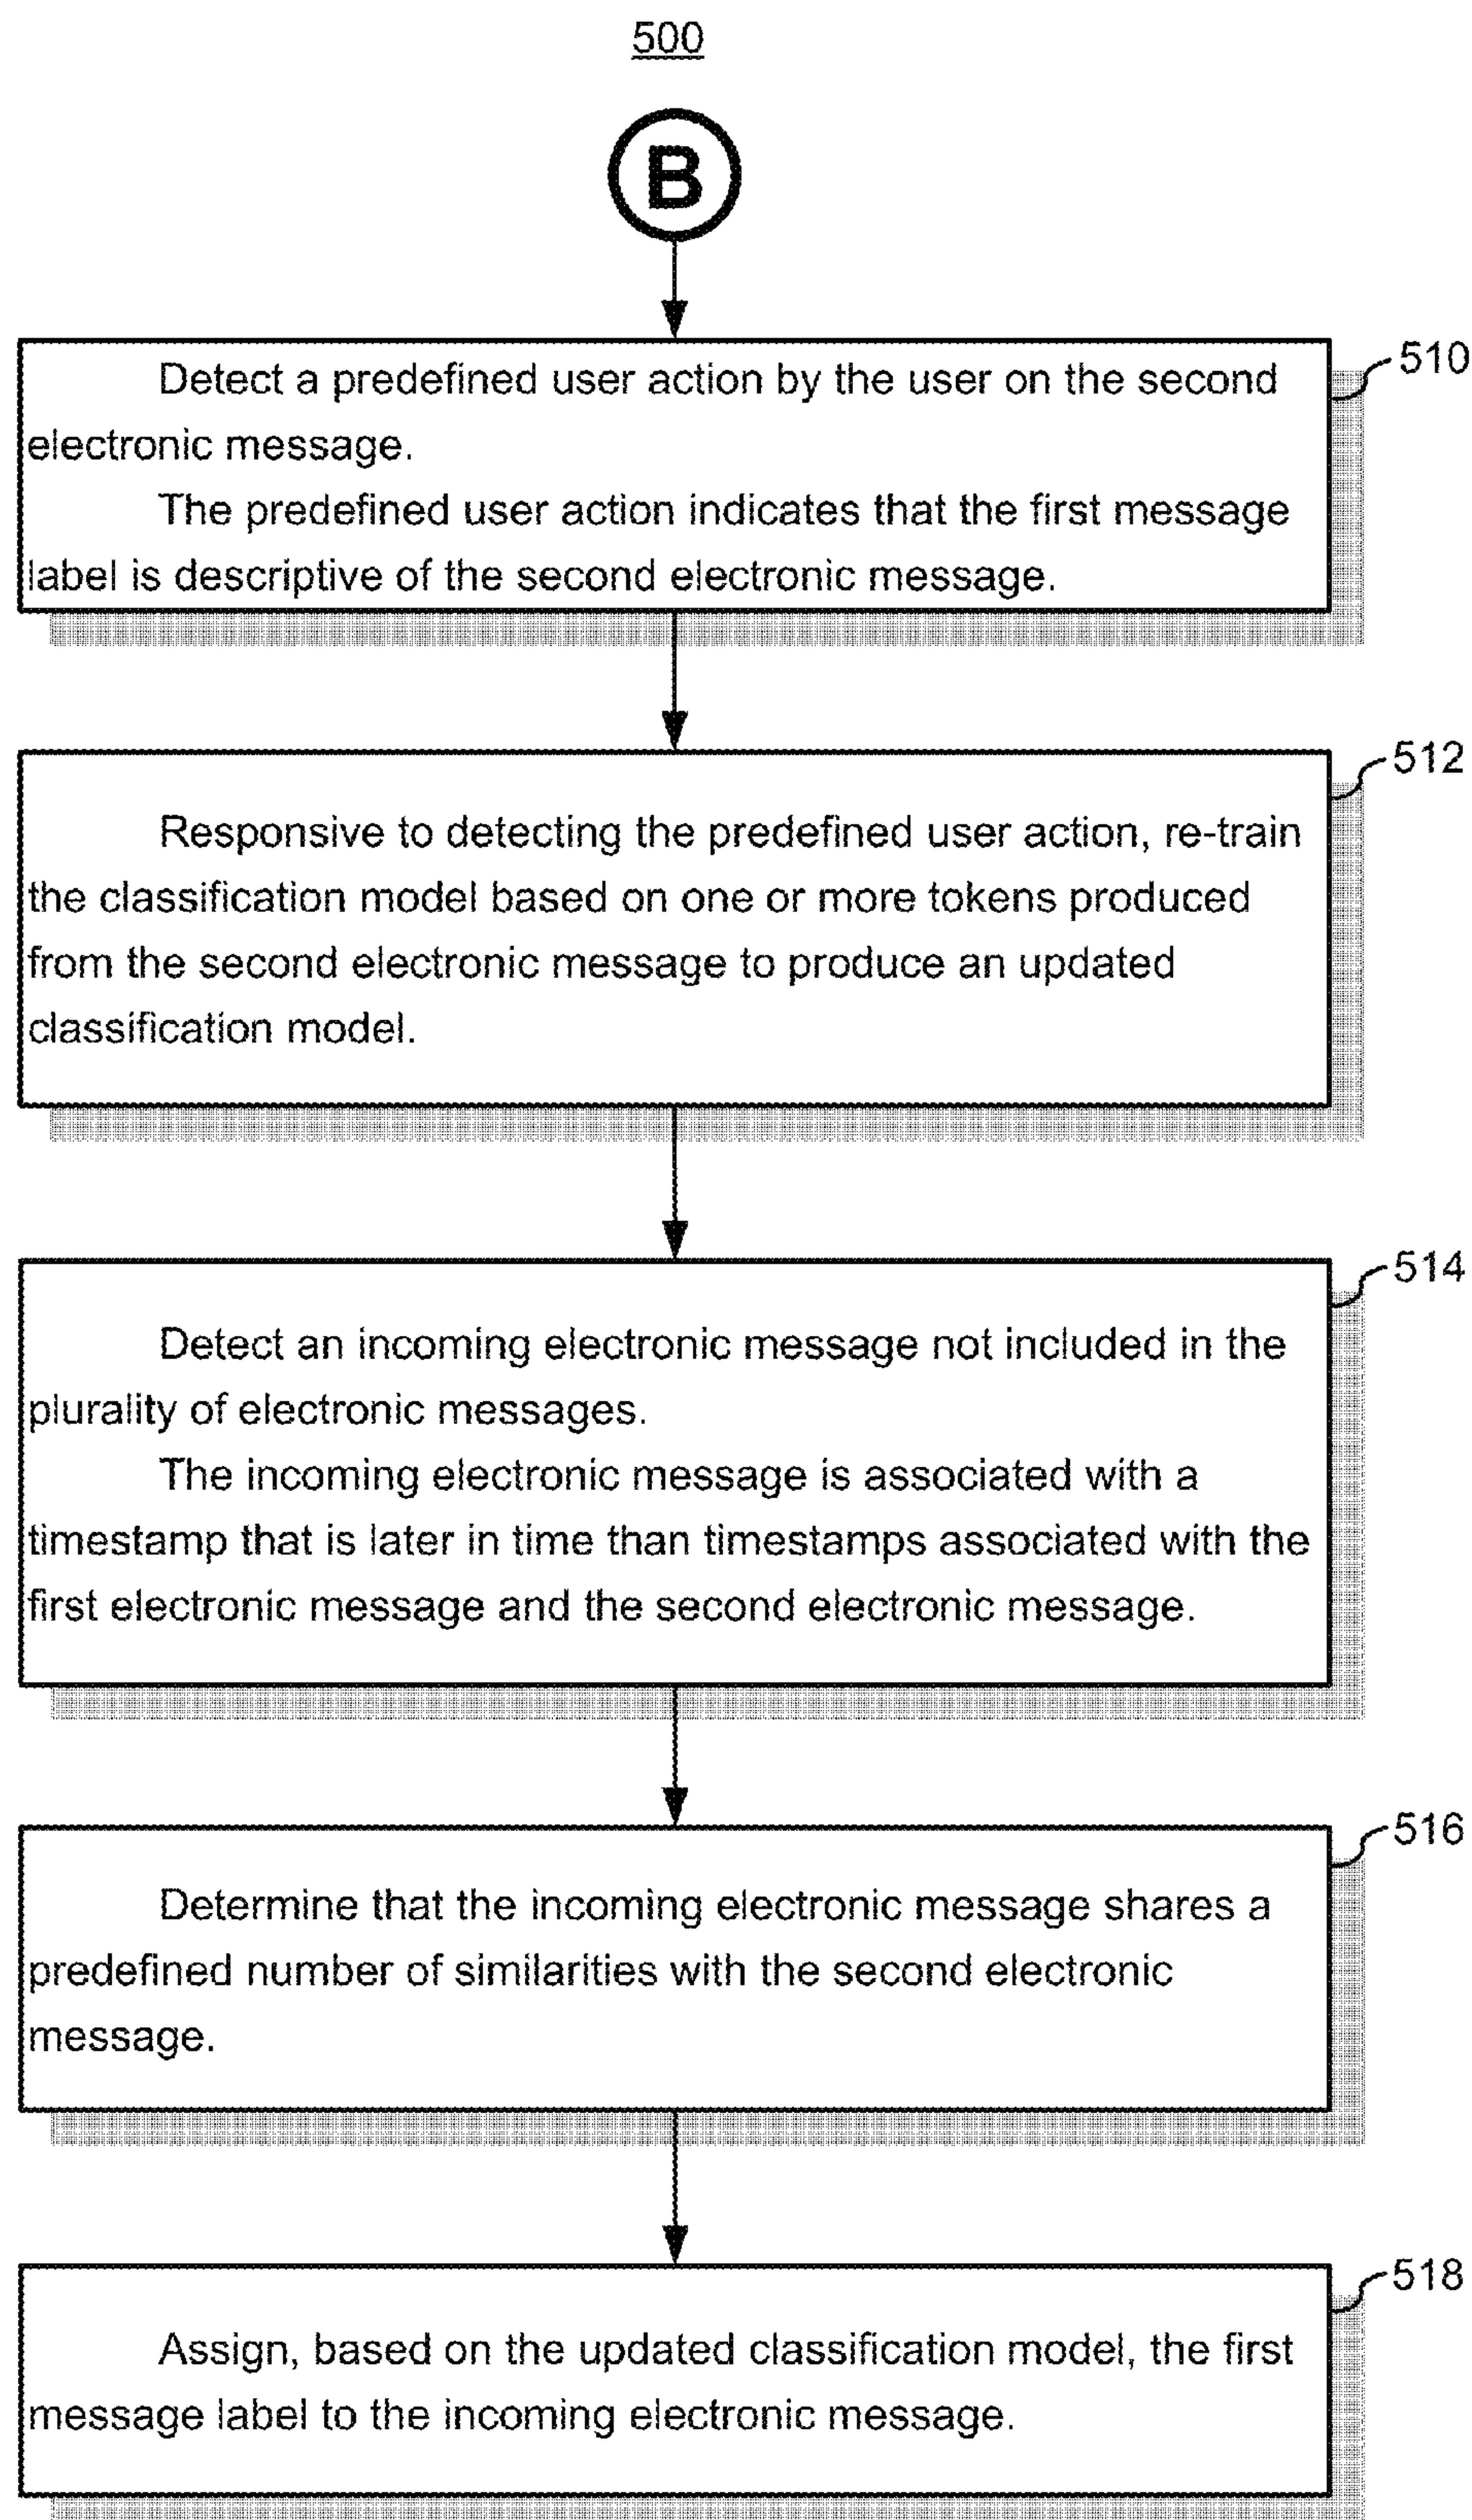 500
B
Detect a predefined user action by the user on the second
electronic message.
The predefined user action indicates that the first message
label is descriptive of the second electronic message.
510
Responsive to detecting the predefined user action, re-train
the classification model based on one or more tokens produced
from the second electronic message to produce an updated
classification model.
512
Detect an incoming electronic message not included in the
plurality of electronic messages.
The incoming electronic message is associated with a
timestamp that is later in time than timestamps associated with the
first electronic message and the second electronic message.
514
Determine that the incoming electronic message shares a
predefined number of similarities with the second electronic
message.
516
Assign, based on the updated classification model, the first
message label to the incoming electronic message.
518